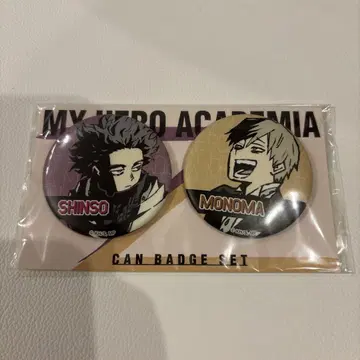 MY HERO ACADEMIA
SHINSO
MONOMA
CAN BADGE SET